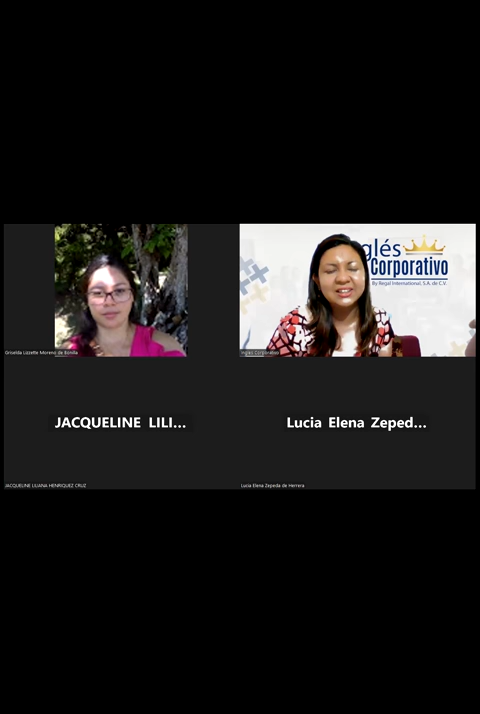 glés
Corporativo
By Regal International, S.A. de C.V.
Griselda Lizzette Moreno de Bonilla
Inglés Corporativo
JACQUELINE LILI...
Lucia Elena Zeped...
JACQUELINE LILIANA HENRIQUEZ CRUZ
Lucia Elena Zepeda de Herrera